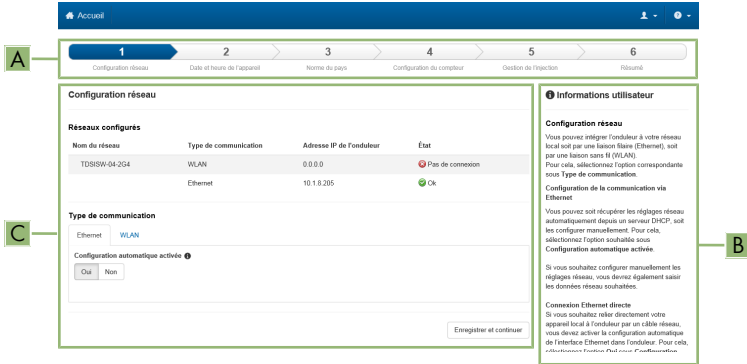 Accueil
1 2 3 4 5 6
Configuration réseau Date et heure de l'appareil Norme du pays Configuration du compteur Gestion de l'injection Résumé
A
Configuration réseau
Réseaux configurés
Nom du réseau Type de communication Adresse IP de l'onduleur État
TDSISW-04-2G4 WLAN 0.0.0.0 Pas de connexion
Ethernet 10.1.8.205 Ok
Type de communication
Ethernet WLAN
Configuration automatique activée
Oui Non
Enregistrer et continuer
C
Informations utilisateur
Configuration réseau
Vous pouvez intégrer l'onduleur à votre réseau
local soit par une liaison filaire (Ethernet), soit
par une liaison sans fil (WLAN).
Pour cela, sélectionnez l'option correspondante
sous Type de communication.
Configuration de la communication via
Ethernet
Vous pouvez soit récupérer les réglages réseau
automatiquement depuis un serveur DHCP, soit
les configurer manuellement. Pour cela,
sélectionnez l'option souhaitée sous
Configuration automatique activée.
Si vous souhaitez configurer manuellement les
réglages réseau, vous devrez également saisir
les données réseau souhaitées.
Connexion Ethernet directe
Si vous souhaitez relier directement votre
appareil local à l'onduleur par un câble réseau,
vous devez activer la configuration automatique
de l'interface Ethernet dans l'onduleur. Pour cela,
sélectionnez l'option Oui sous Configuration
B